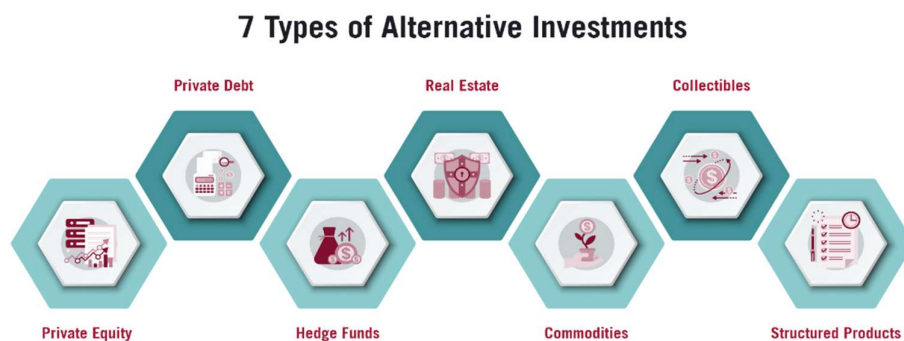 7 Types of Alternative Investments
Private Debt
Real Estate
Collectibles
Private Equity
Hedge Funds
Commodities
Structured Products